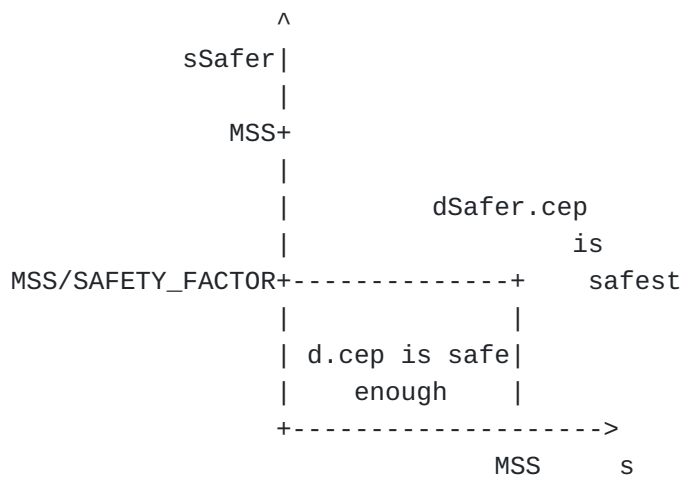 ^
sSafer|
|
MSS+
|
| dSafer.cep
| is
MSS/SAFETY_FACTOR+--------------+ safest
| |
| d.cep is safe|
| enough |
+-------------------->
MSS s